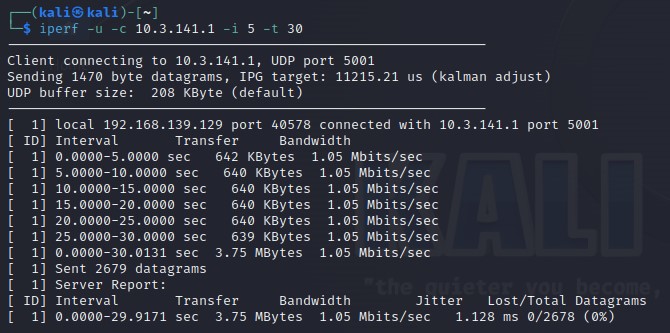 (kali㉿kali)-[~]
$ iperf -u -c 10.3.141.1 -i 5 -t 30
Client connecting to 10.3.141.1, UDP port 5001
Sending 1470 byte datagrams, IPG target: 11215.21 us (kalman adjust)
UDP buffer size:  208 KByte (default)
[  1] local 192.168.139.129 port 40578 connected with 10.3.141.1 port 5001
[ ID] Interval       Transfer     Bandwidth
[  1] 0.0000-5.0000 sec   642 KBytes  1.05 Mbits/sec
[  1] 5.0000-10.0000 sec   640 KBytes  1.05 Mbits/sec
[  1] 10.0000-15.0000 sec   640 KBytes  1.05 Mbits/sec
[  1] 15.0000-20.0000 sec   640 KBytes  1.05 Mbits/sec
[  1] 20.0000-25.0000 sec   640 KBytes  1.05 Mbits/sec
[  1] 25.0000-30.0000 sec   639 KBytes  1.05 Mbits/sec
[  1] 0.0000-30.0131 sec  3.75 MBytes  1.05 Mbits/sec
[  1] Sent 2679 datagrams
[  1] Server Report:
[ ID] Interval       Transfer     Bandwidth        Jitter   Lost/Total Datagrams
[  1] 0.0000-29.9171 sec  3.75 MBytes  1.05 Mbits/sec   1.128 ms 0/2678 (0%)
KALI
"the quieter you become,